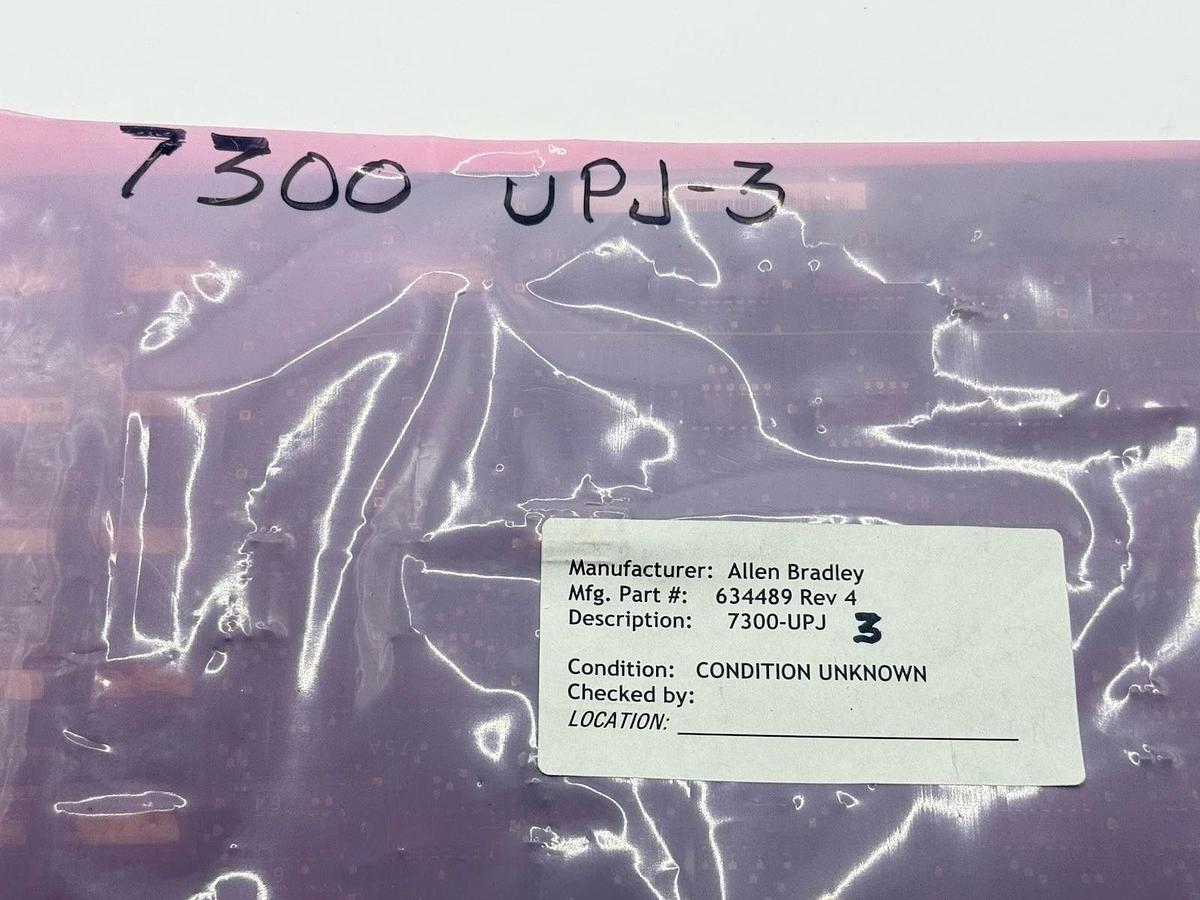 7300 UPJ-3
Manufacturer: Allen Bradley
Mfg. Part #: 634489 Rev 4
Description: 7300-UPJ 3
Condition: CONDITION UNKNOWN
Checked by:
LOCATION: